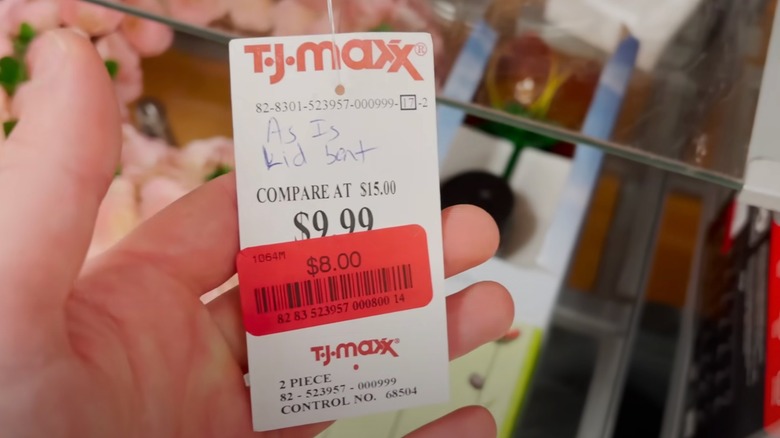 T·J·maxx®
82-8301-523957-000999-17-2
As Is
kid bent
COMPARE AT $15.00
$9.99
1064M
$8.00
82 83 523957 000800 14
T·J·maxx®
2 PIECE
82 - 523957 - 000999
CONTROL NO. 68504